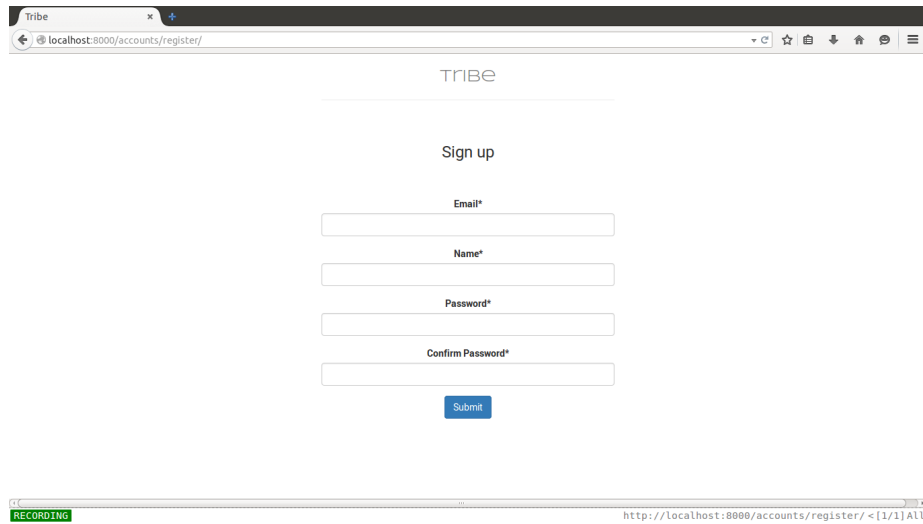 Tribe
localhost:8000/accounts/register/
TriBe
Sign up
Email*
Name*
Password*
Confirm Password*
Submit
RECORDING http://localhost:8000/accounts/register/ <[1/1] All